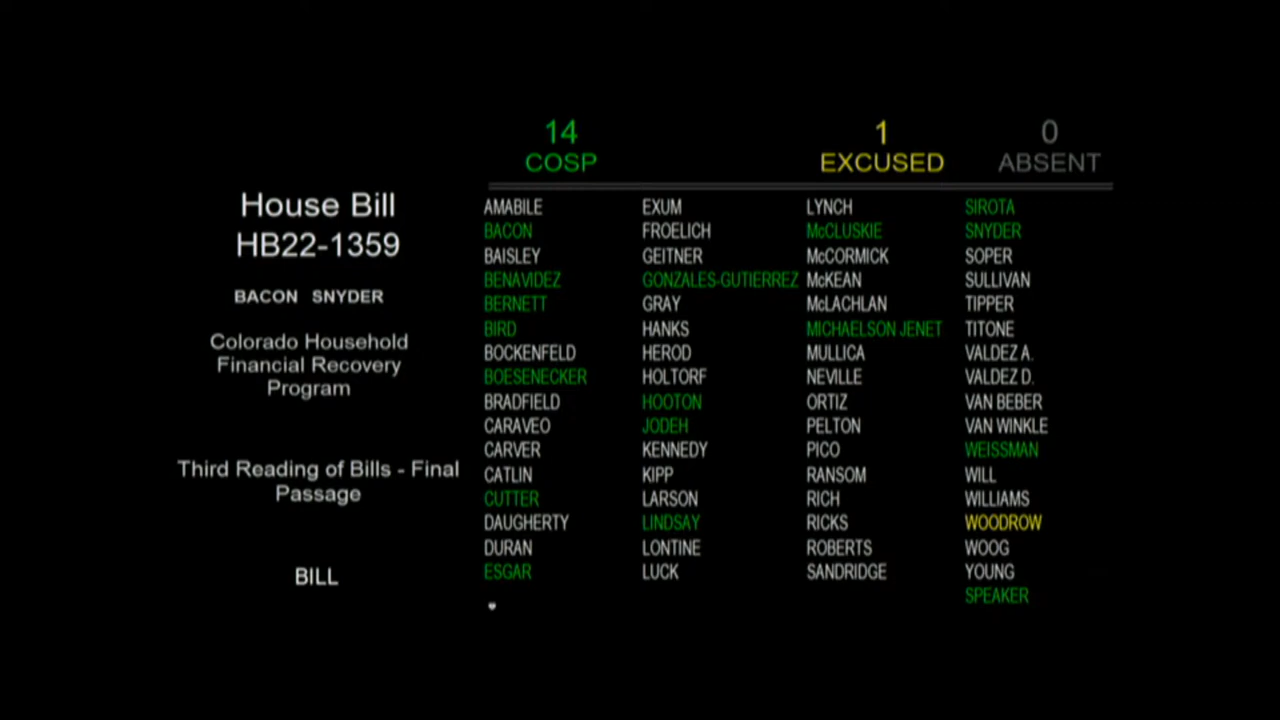 14 1 0
COSP EXCUSED ABSENT
House Bill
HB22-1359
BACON SNYDER
Colorado Household
Financial Recovery
Program
Third Reading of Bills - Final
Passage
BILL
AMABILE EXUM LYNCH SIROTA
BACON FROELICH McCLUSKIE SNYDER
BAISLEY GEITNER McCORMICK SOPER
BENAVIDEZ GONZALES-GUTIERREZ McKEAN SULLIVAN
BERNETT GRAY McLACHLAN TIPPER
BIRD HANKS MICHAELSON JENET TITONE
BOCKENFELD HEROD MULLICA VALDEZ A.
BOESENECKER HOLTORF NEVILLE VALDEZ D.
BRADFIELD HOOTON ORTIZ VAN BEBER
CARAVEO JODEH PELTON VAN WINKLE
CARVER KENNEDY PICO WEISSMAN
CATLIN KIPP RANSOM WILL
CUTTER LARSON RICH WILLIAMS
DAUGHERTY LINDSAY RICKS WOODROW
DURAN LONTINE ROBERTS WOOG
ESGAR LUCK SANDRIDGE YOUNG
SPEAKER